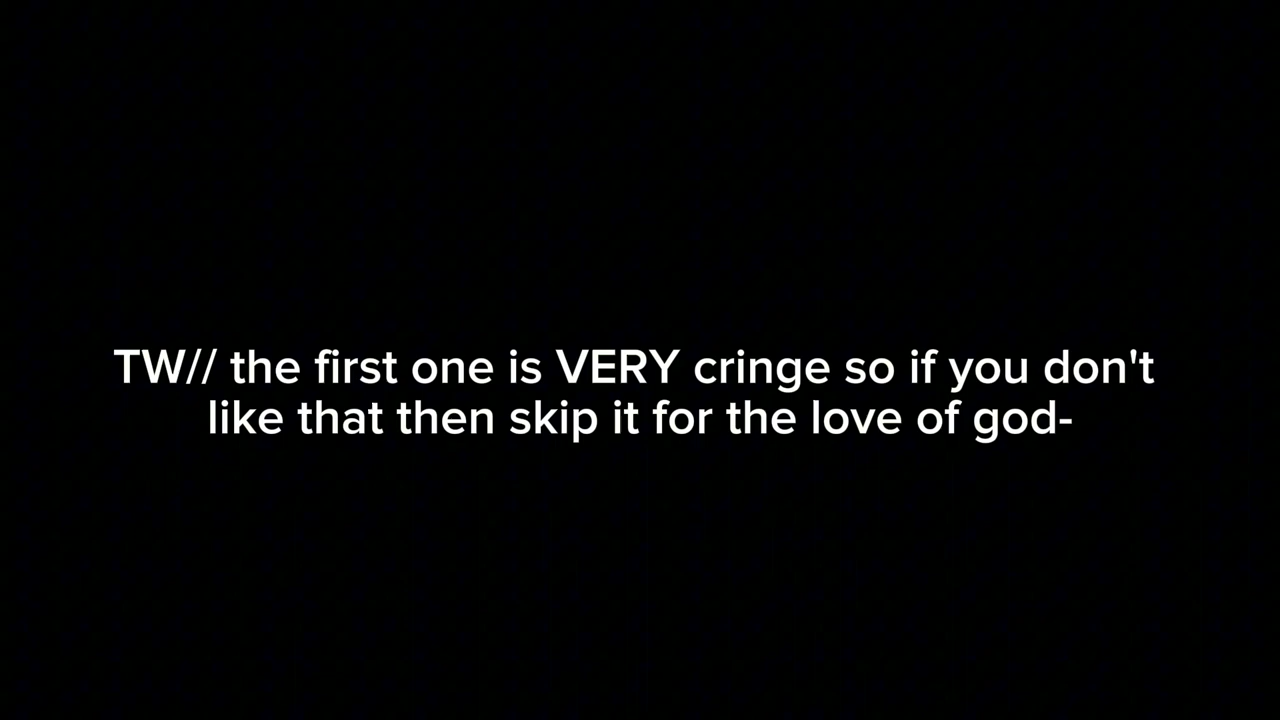 TW// the first one is VERY cringe so if you don't
like that then skip it for the love of god-